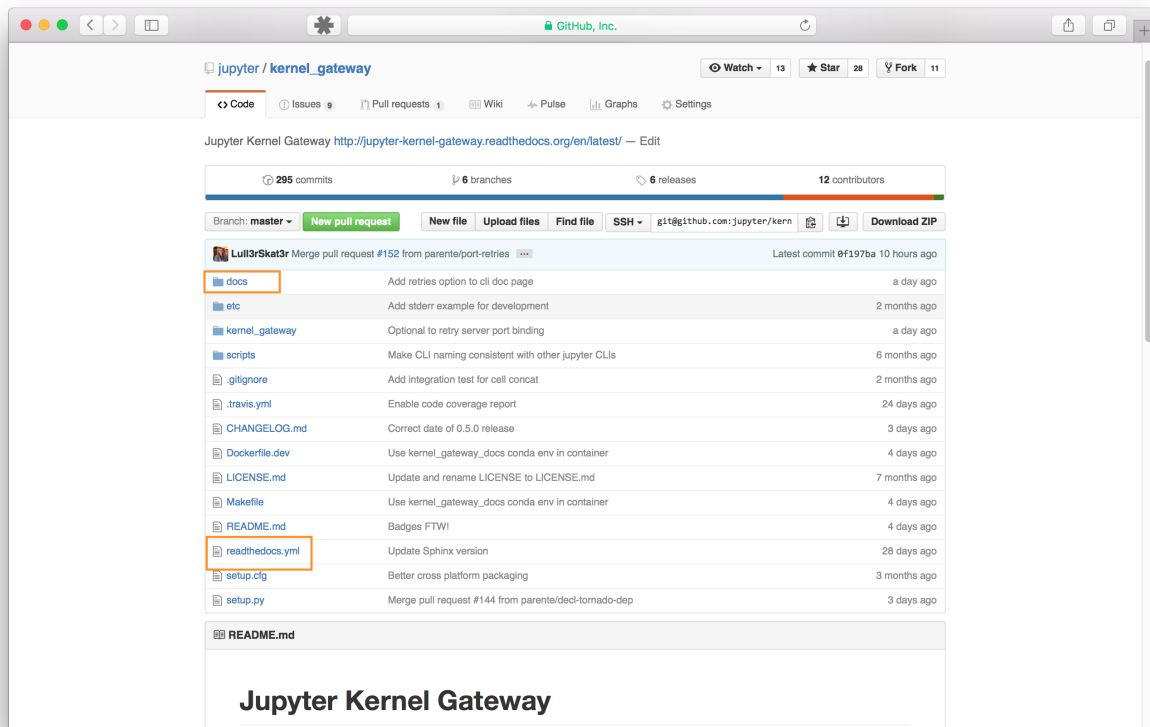 GitHub, Inc.
jupyter / kernel_gateway
Watch 13 Star 28 Fork 11
Code Issues 9 Pull requests 1 Wiki Pulse Graphs Settings
Jupyter Kernel Gateway http://jupyter-kernel-gateway.readthedocs.org/en/latest/ — Edit
295 commits 6 branches 6 releases 12 contributors
Branch: master New pull request New file Upload files Find file SSH git@github.com:jupyter/kern Download ZIP
Lull3rSkat3r Merge pull request #152 from parente/port-retries ... Latest commit 0f197ba 10 hours ago
docs Add retries option to cli doc page a day ago
etc Add stderr example for development 2 months ago
kernel_gateway Optional to retry server port binding a day ago
scripts Make CLI naming consistent with other jupyter CLIs 6 months ago
.gitignore Add integration test for cell concat 2 months ago
.travis.yml Enable code coverage report 24 days ago
CHANGELOG.md Correct date of 0.5.0 release 3 days ago
Dockerfile.dev Use kernel_gateway_docs conda env in container 4 days ago
LICENSE.md Update and rename LICENSE to LICENSE.md 7 months ago
Makefile Use kernel_gateway_docs conda env in container 4 days ago
README.md Badges FTW! 4 days ago
readthedocs.yml Update Sphinx version 28 days ago
setup.cfg Better cross platform packaging 3 months ago
setup.py Merge pull request #144 from parente/decl-tornado-dep 3 days ago
README.md
Jupyter Kernel Gateway